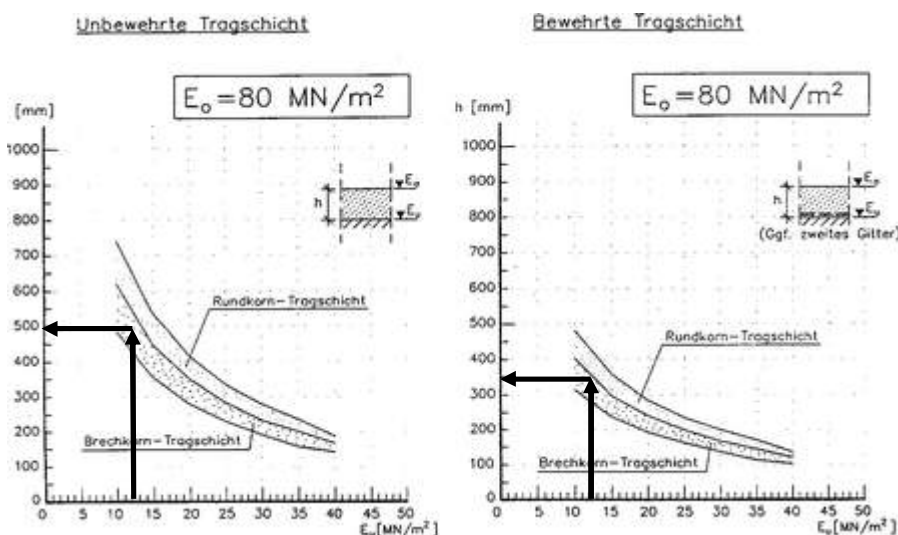 Unbewehrte Tragschicht
E₀=80 MN/m²
[mm]
1000
900
800
700
600
500
400
300
200
100
0
h
E₀
Eᵤ
Rundkorn-Tragschicht
Brechkorn-Tragschicht
0 5 10 15 20 25 30 35 40 45 50
Eᵤ[MN/m²]
Bewehrte Tragschicht
E₀=80 MN/m²
h [mm]
1000
900
800
700
600
500
400
300
200
100
0
h
E₀
Eᵤ
(Ggf. zweites Gitter)
Rundkorn-Tragschicht
Brechkorn-Tragschicht
0 5 10 15 20 25 30 35 40 45 50
Eᵤ[MN/m²]